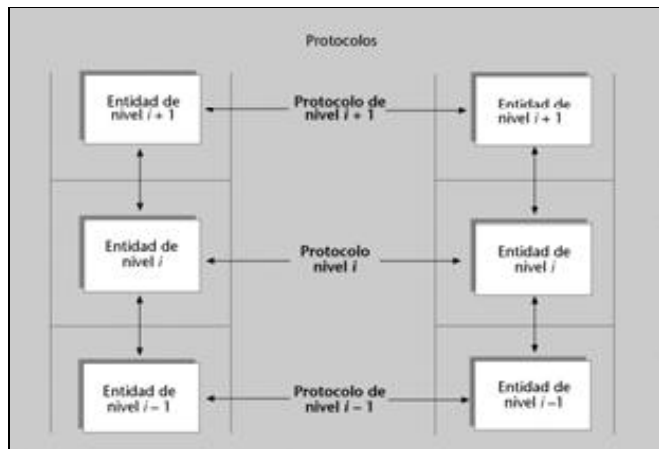 Protocolos
Entidad de
nivel i + 1
Protocolo de
nivel i + 1
Entidad de
nivel i + 1
Entidad de
nivel i
Protocolo
nivel i
Entidad de
nivel i
Entidad de
nivel i – 1
Protocolo de
nivel i – 1
Entidad de
nivel i –1